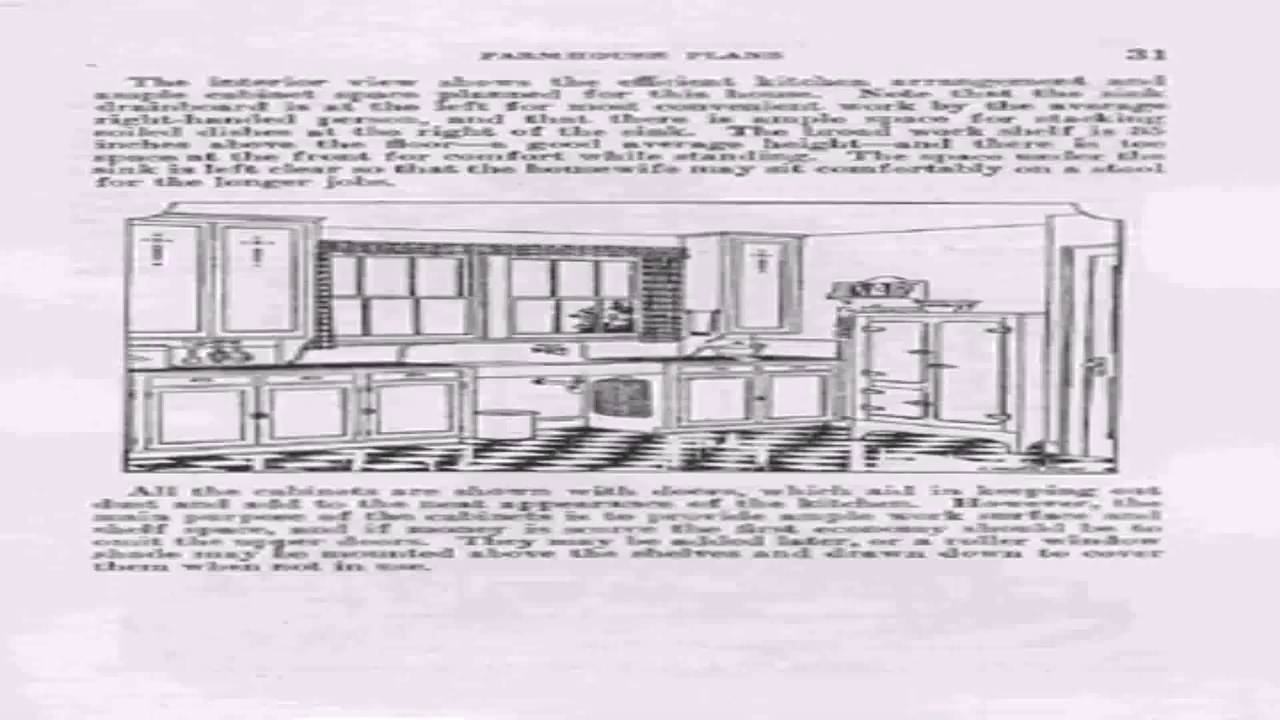 FARMHOUSE PLANS 31
The interior view shows the efficient kitchen arrangement and
ample cabinet space planned for this house. Note that the sink
drainboard is at the left for most convenient work by the average
right-handed person, and that there is ample space for stacking
soiled dishes at the right of the sink. The broad work shelf is 35
inches above the floor—a good average height—and there is toe
space at the front for comfort while standing. The space under the
sink is left clear so that the housewife may sit comfortably on a stool
for the longer jobs.
All the cabinets are shown with doors, which aid in keeping out
dust and add to the neat appearance of the kitchen. However, the
main purpose of the cabinets is to provide ample work surface and
shelf space, and if money is scarce the first economy should be to
omit the upper doors. They may be added later, or a roller window
shade may be mounted above the shelves and drawn down to cover
them when not in use.